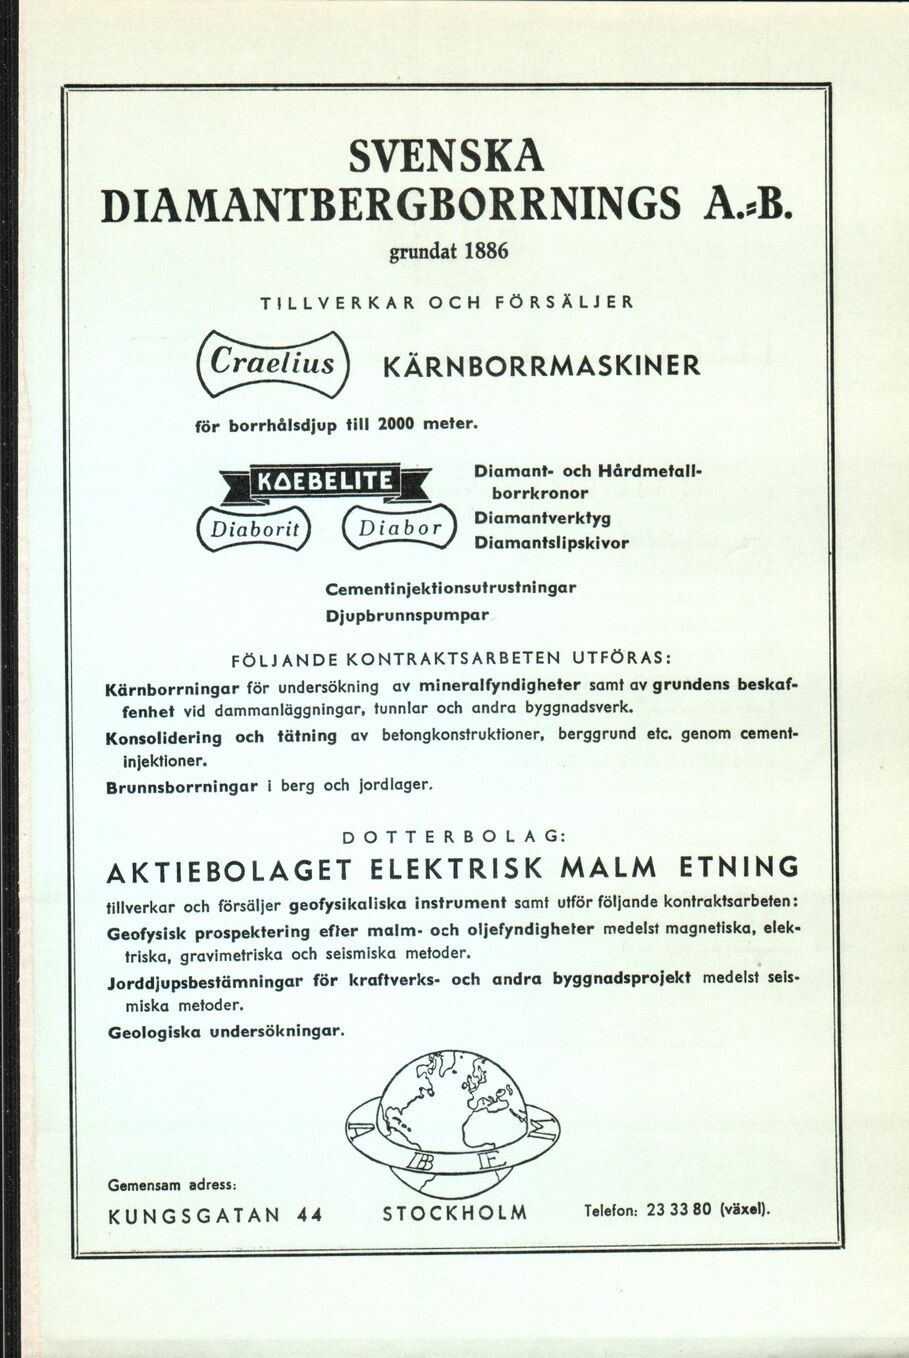 SVENSKA
DIAMANTBERGBORRNINGS A.-B.
grundat 1886
TILLVERKAR OCH FÖRSÄLJER
Craelius KÄRNBORRMASKINER
för borrhålsdjup till 2000 meter.
KOEBELITE
Diaborit Diabor
Diamant- och Hårdmetall-
borrkronor
Diamantverktyg
Diamantslipskivor
Cementinjektionsutrustningar
Djupbrunnspumpar
FÖLJANDE KONTRAKTSARBETEN UTFÖRAS:
Kärnborrningar för undersökning av mineralfyndigheter samt av grundens beskaf-
fenhet vid dammanläggningar, tunnlar och andra byggnadsverk.
Konsolidering och tätning av betongkonstruktioner, berggrund etc. genom cement-
injektioner.
Brunnsborrningar i berg och jordlager.
DOTTERBOLAG:
AKTIEBOLAGET ELEKTRISK MALM ETNING
tillverkar och försäljer geofysikaliska instrument samt utför följande kontraktsarbeten:
Geofysisk prospektering efter malm- och oljefyndigheter medelst magnetiska, elek-
triska, gravimetriska och seismiska metoder.
Jorddjupsbestämningar för kraftverks- och andra byggnadsprojekt medelst seis-
miska metoder.
Geologiska undersökningar.
ABEM
Gemensam adress:
KUNGSGATAN 44 STOCKHOLM Telefon: 23 33 80 (växel).